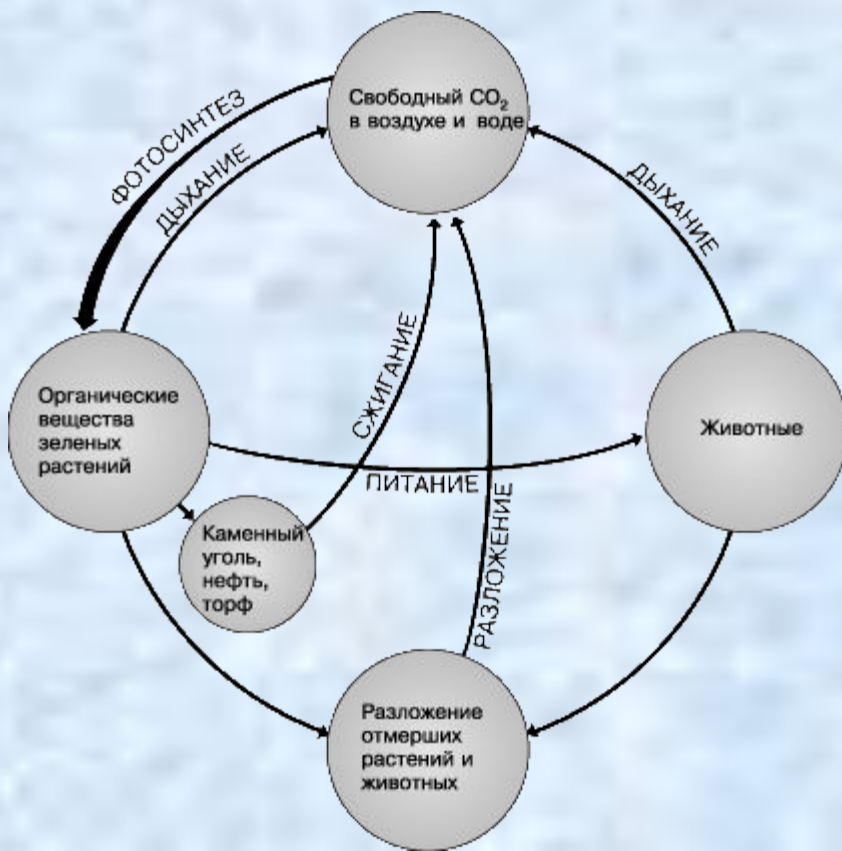 Свободный CO₂
в воздухе и воде
ФОТОСИНТЕЗ
ДЫХАНИЕ
ДЫХАНИЕ
Органические
вещества
зеленых
растений
СЖИГАНИЕ
Животные
ПИТАНИЕ
Каменный
уголь,
нефть,
торф
РАЗЛОЖЕНИЕ
Разложение
отмерших
растений и
животных